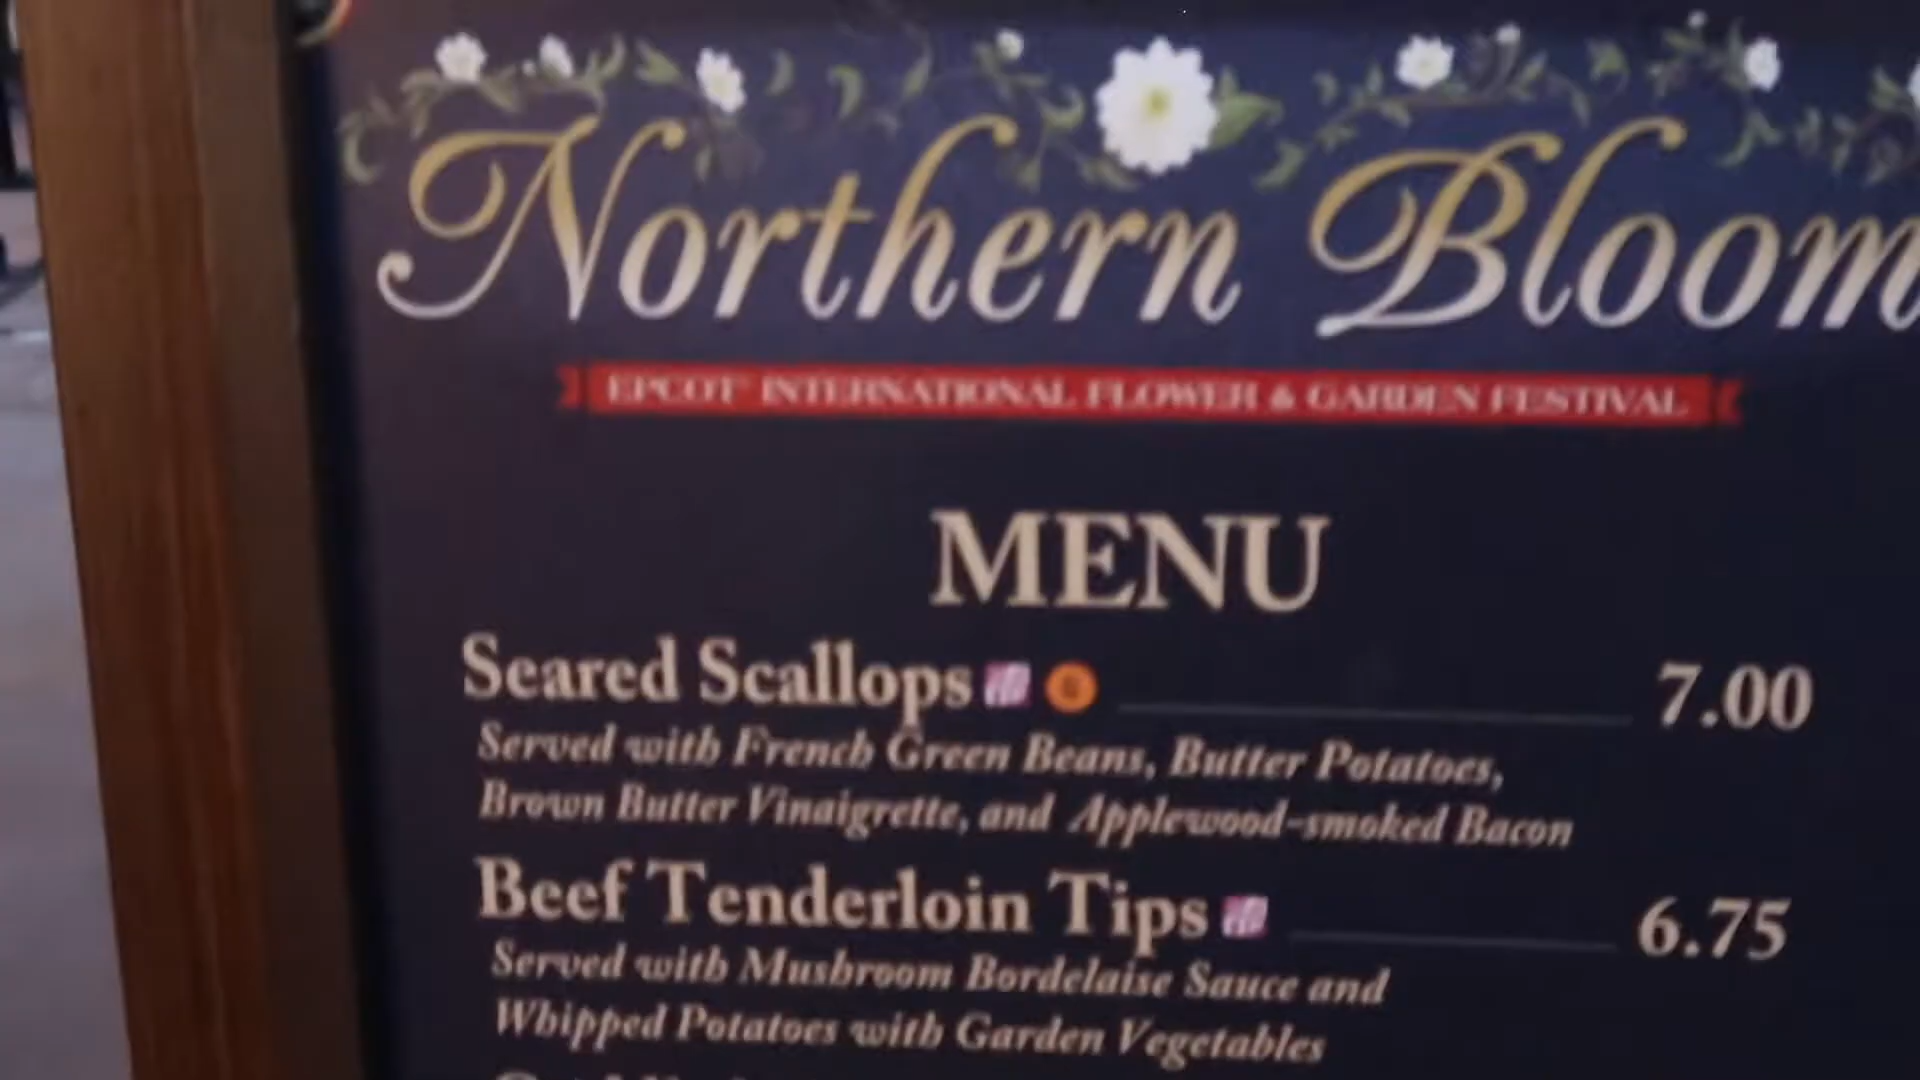 Northern Bloom
EPCOT INTERNATIONAL FLOWER & GARDEN FESTIVAL
MENU
Seared Scallops 7.00
Served with French Green Beans, Butter Potatoes,
Brown Butter Vinaigrette, and Applewood-smoked Bacon
Beef Tenderloin Tips 6.75
Served with Mushroom Bordelaise Sauce and
Whipped Potatoes with Garden Vegetables